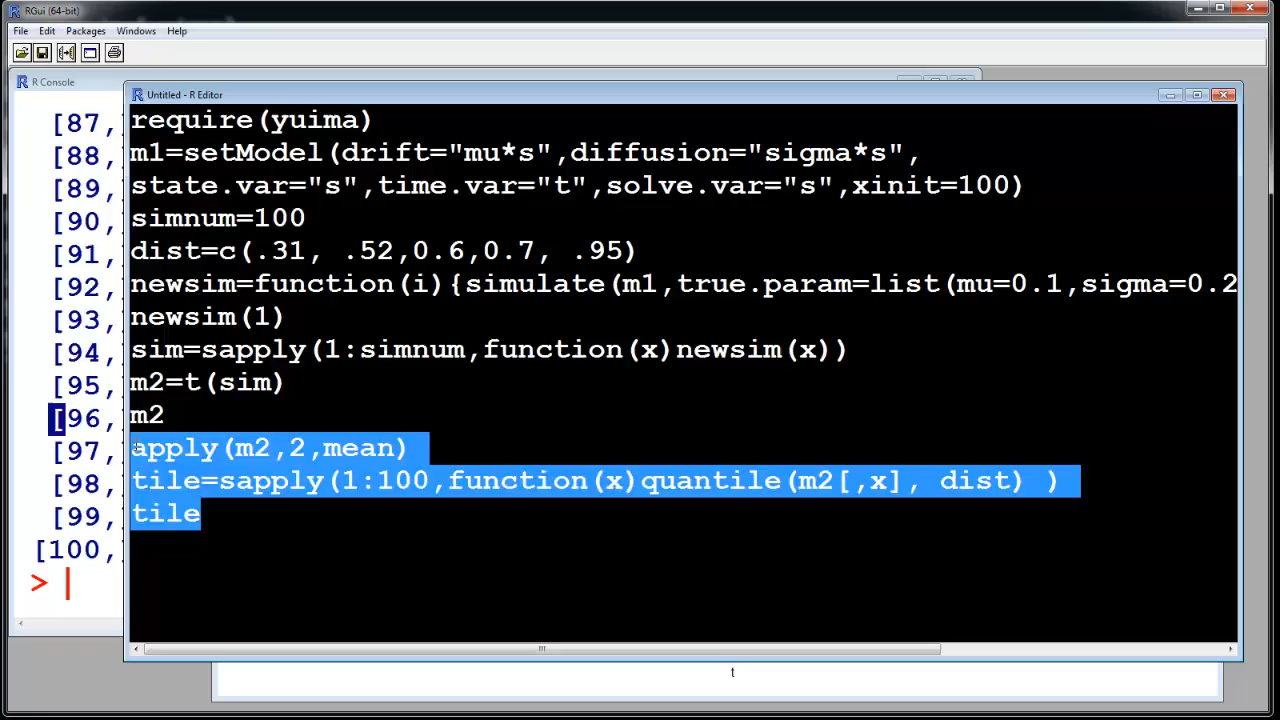 RGui (64-bit)
File Edit Packages Windows Help
R Console
Untitled - R Editor
[87,]
[88,
[89,
[90,
[91,
[92,
[93,
[94,
[95,
[96,
[97,
[98,
[99,
[100,
>
require(yuima)
m1=setModel(drift="mu*s",diffusion="sigma*s",
state.var="s",time.var="t",solve.var="s",xinit=100)
simnum=100
dist=c(.31, .52,0.6,0.7, .95)
newsim=function(i){simulate(m1,true.param=list(mu=0.1,sigma=0.2
newsim(1)
sim=sapply(1:simnum,function(x)newsim(x))
m2=t(sim)
m2
apply(m2,2,mean)
tile=sapply(1:100,function(x)quantile(m2[,x], dist) )
tile
t